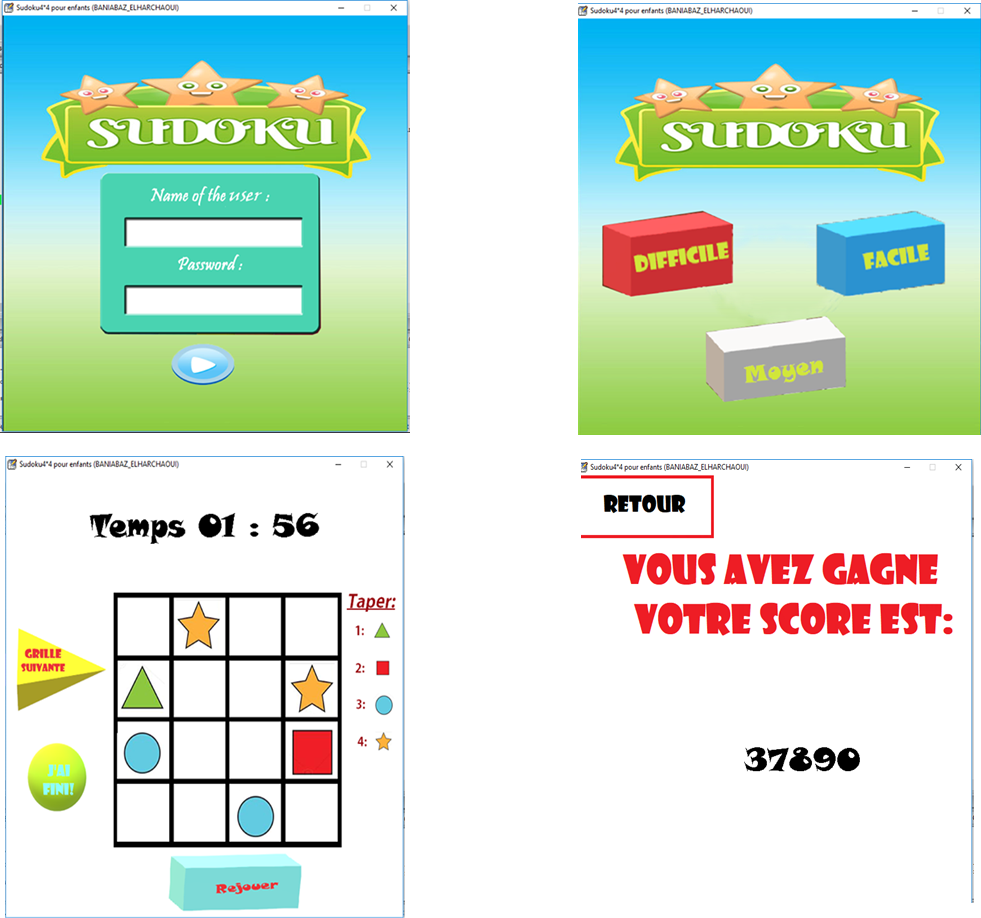 Sudoku4*4 pour enfants (BANIABAZ_ELHARCHAOUI)
SUDOKU
Name of the user :
Password :
Sudoku4*4 pour enfants (BANIABAZ_ELHARCHAOUI)
SUDOKU
DIFFICILE
FACILE
Moyen
Sudoku4*4 pour enfants (BANIABAZ_ELHARCHAOUI)
Temps 01 : 56
Taper:
1:
2:
3:
4:
GRILLE
SUIVANTE
J'AI
FINI!
Rejouer
Sudoku4*4 pour enfants (BANIABAZ_ELHARCHAOUI)
RETOUR
VOUS AVEZ GAGNE
VOTRE SCORE EST:
37890